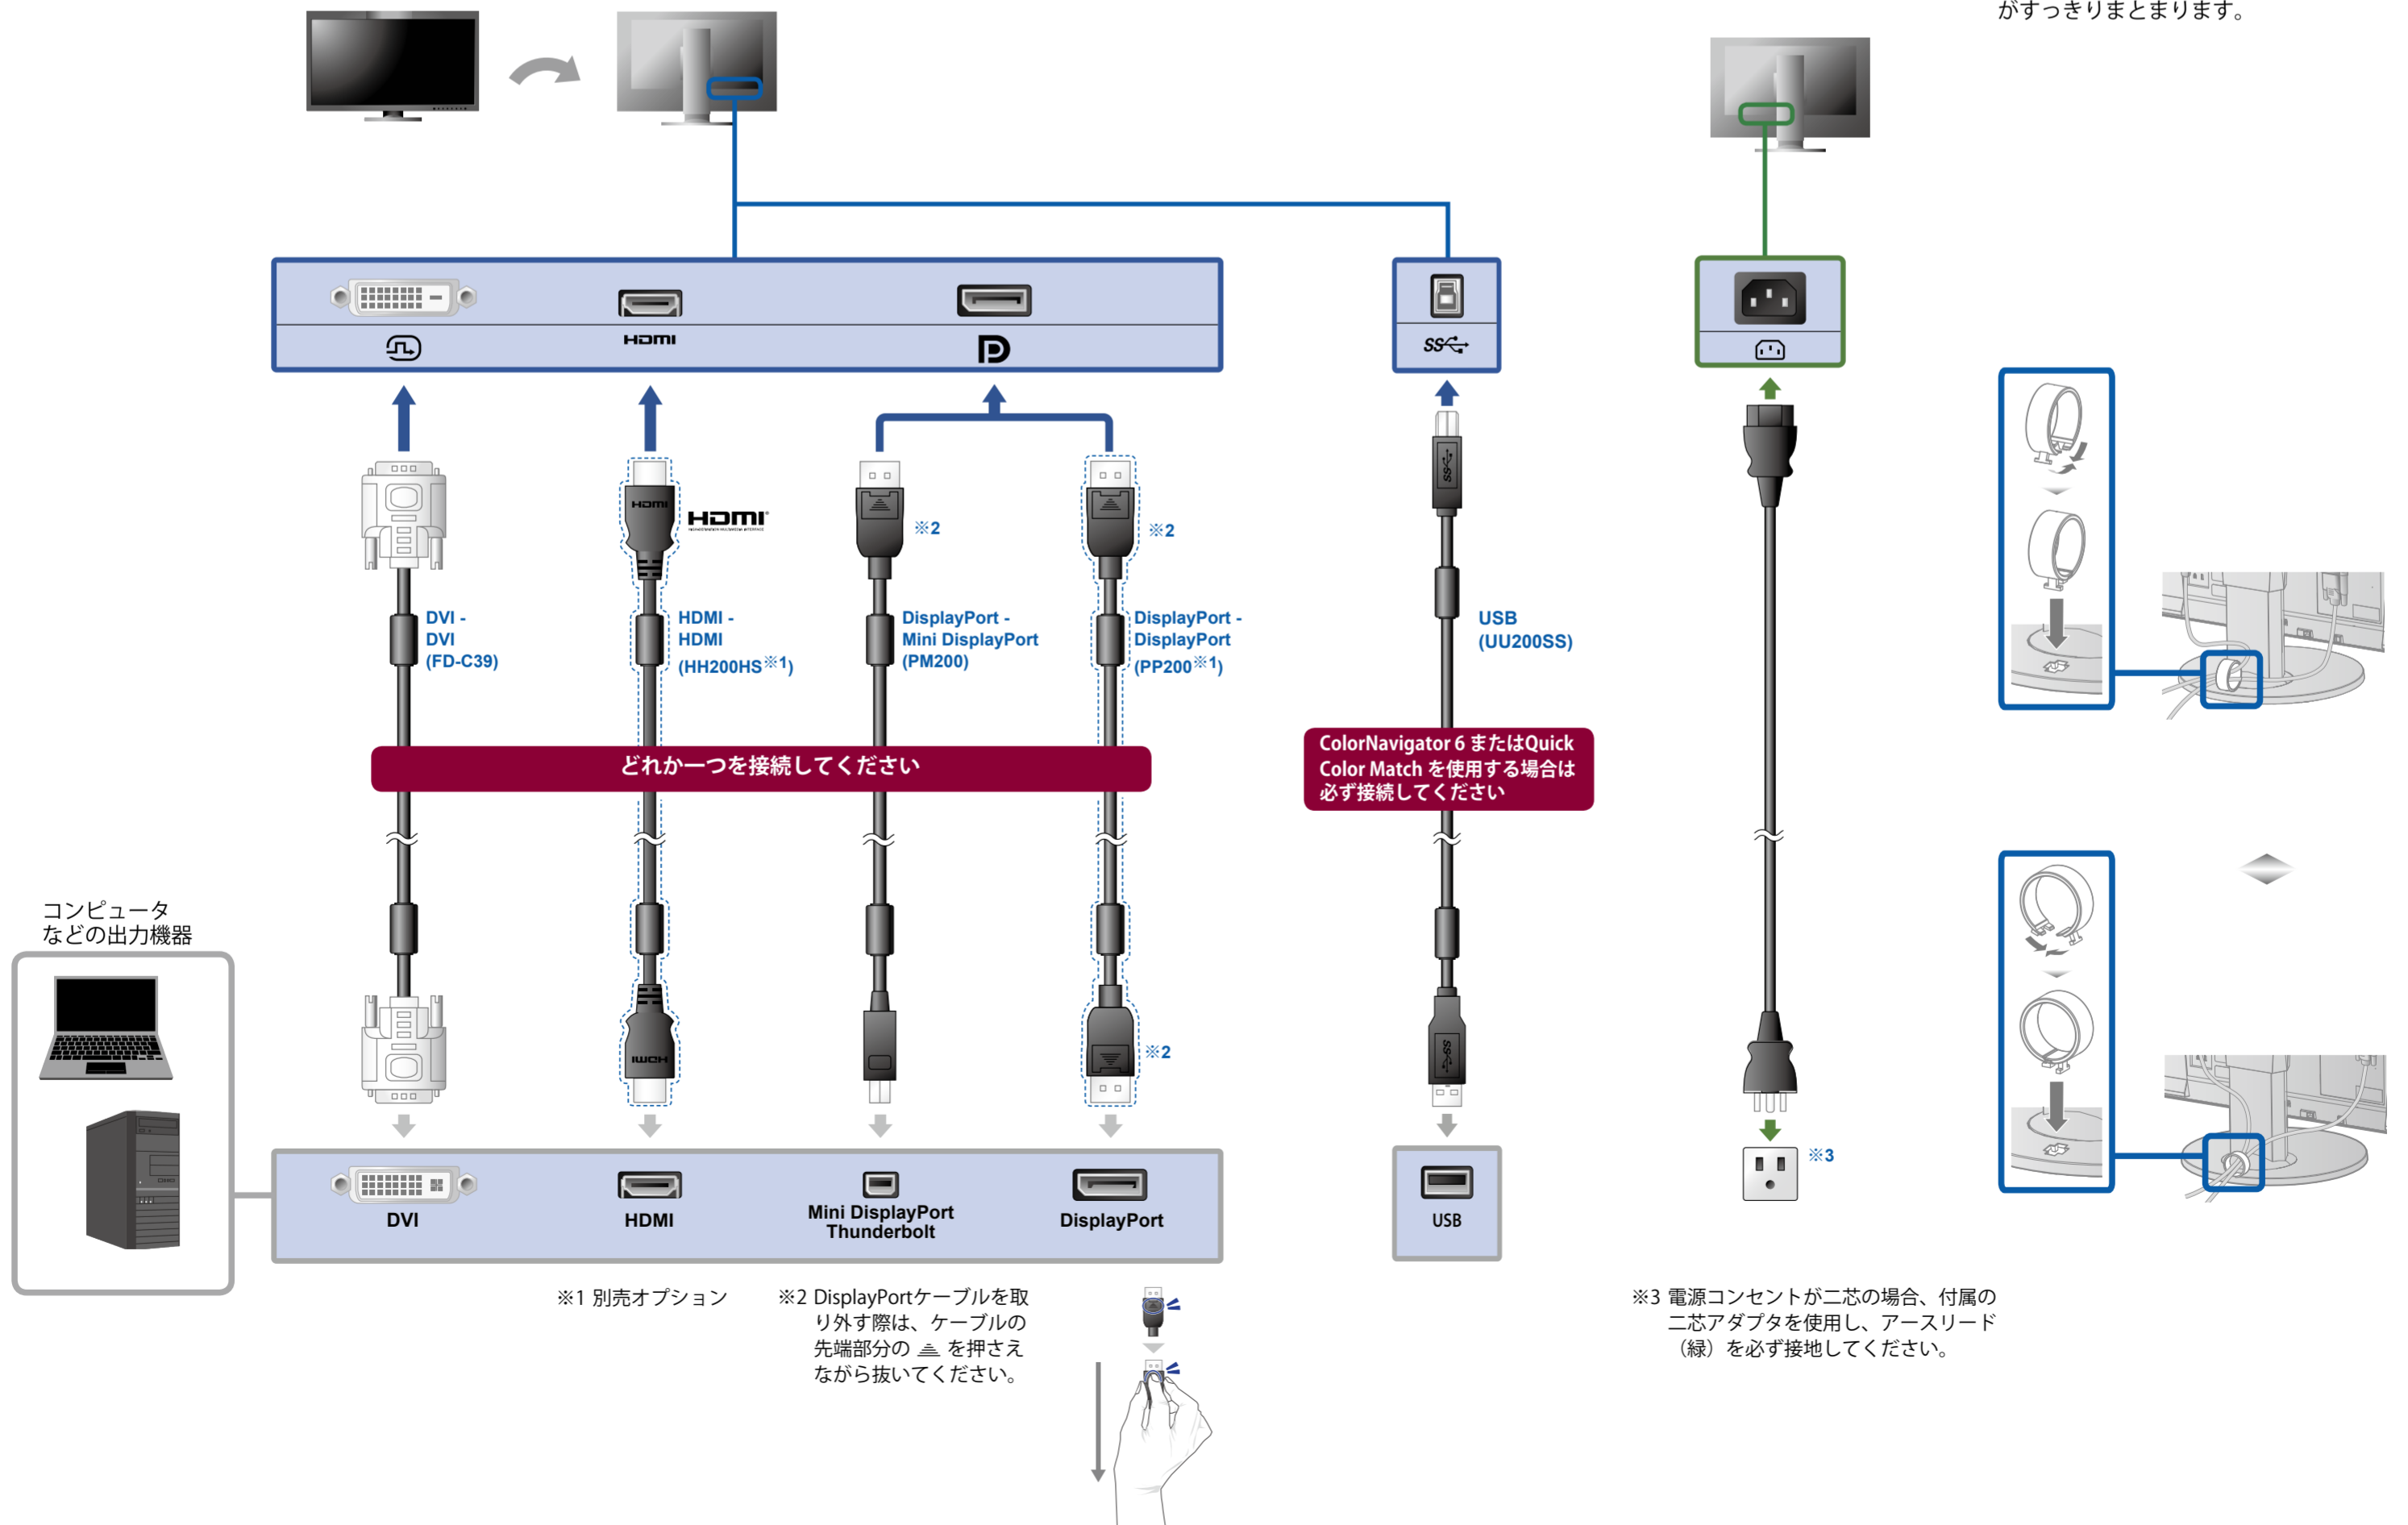 がすっきりまとまります。
HDMI
SS
HDMI
HDMI
※2
※2
SS
DVI -
DVI
(FD-C39)
HDMI -
HDMI
(HH200HS※1)
DisplayPort -
Mini DisplayPort
(PM200)
DisplayPort -
DisplayPort
(PP200※1)
USB
(UU200SS)
どれか一つを接続してください
ColorNavigator 6 またはQuick
Color Match を使用する場合は
必ず接続してください
コンピュータ
などの出力機器
HDMI
※2
SS
※3
DVI
HDMI
Mini DisplayPort
Thunderbolt
DisplayPort
USB
※1 別売オプション
※2 DisplayPortケーブルを取
り外す際は、ケーブルの
先端部分の を押さえ
ながら抜いてください。
※3 電源コンセントが二芯の場合、付属の
二芯アダプタを使用し、アースリード
（緑）を必ず接地してください。